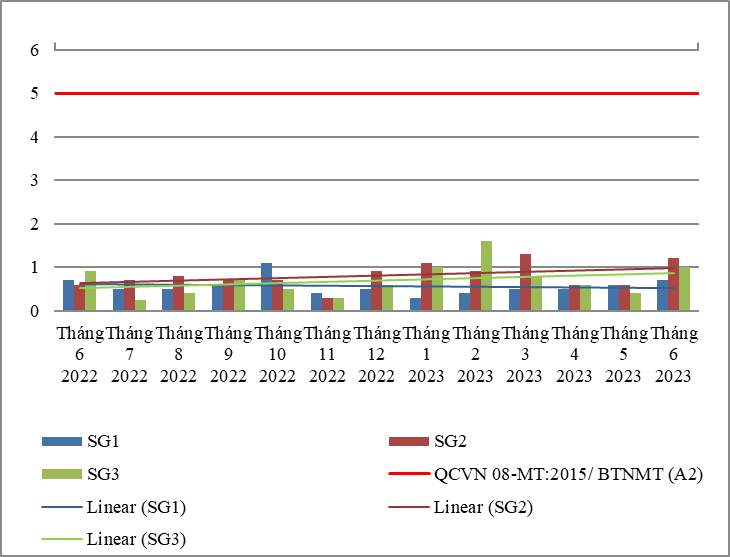 6
5
4
3
2
1
0
Tháng Tháng Tháng Tháng Tháng Tháng Tháng Tháng Tháng Tháng Tháng Tháng Tháng
6 7 8 9 10 11 12 1 2 3 4 5 6
2022 2022 2022 2022 2022 2022 2022 2023 2023 2023 2023 2023 2023
SG1 SG2
SG3 QCVN 08-MT:2015/ BTNMT (A2)
Linear (SG1) Linear (SG2)
Linear (SG3)